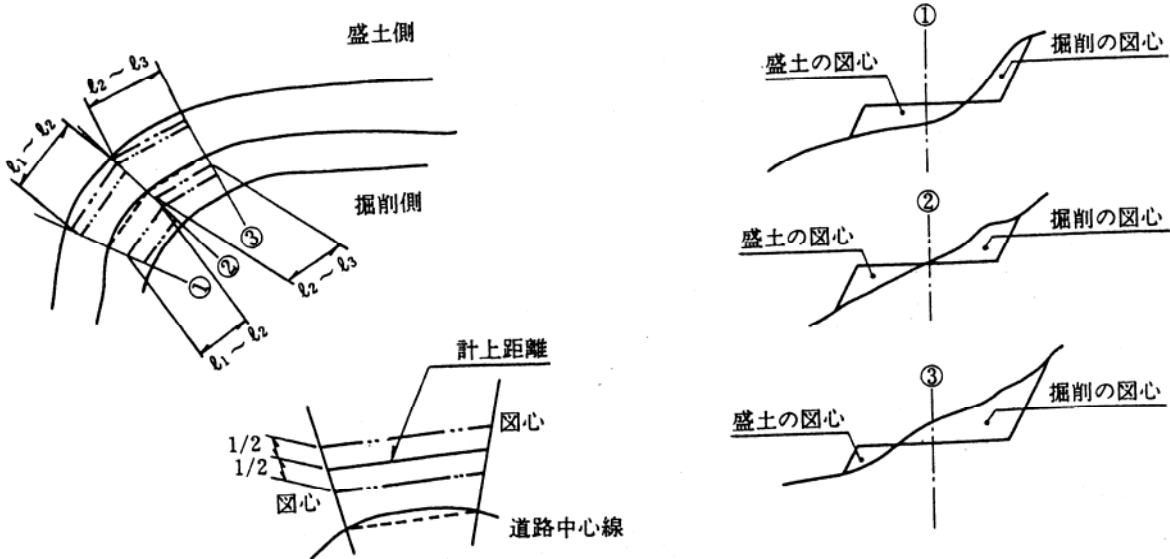 盛土側
ℓ₂～ℓ₃
ℓ₁～ℓ₂
掘削側
③
②
①
ℓ₂～ℓ₃
ℓ₁～ℓ₂
計上距離
図心
1/2
1/2
図心
道路中心線
①
掘削の図心
盛土の図心
②
掘削の図心
盛土の図心
③
掘削の図心
盛土の図心